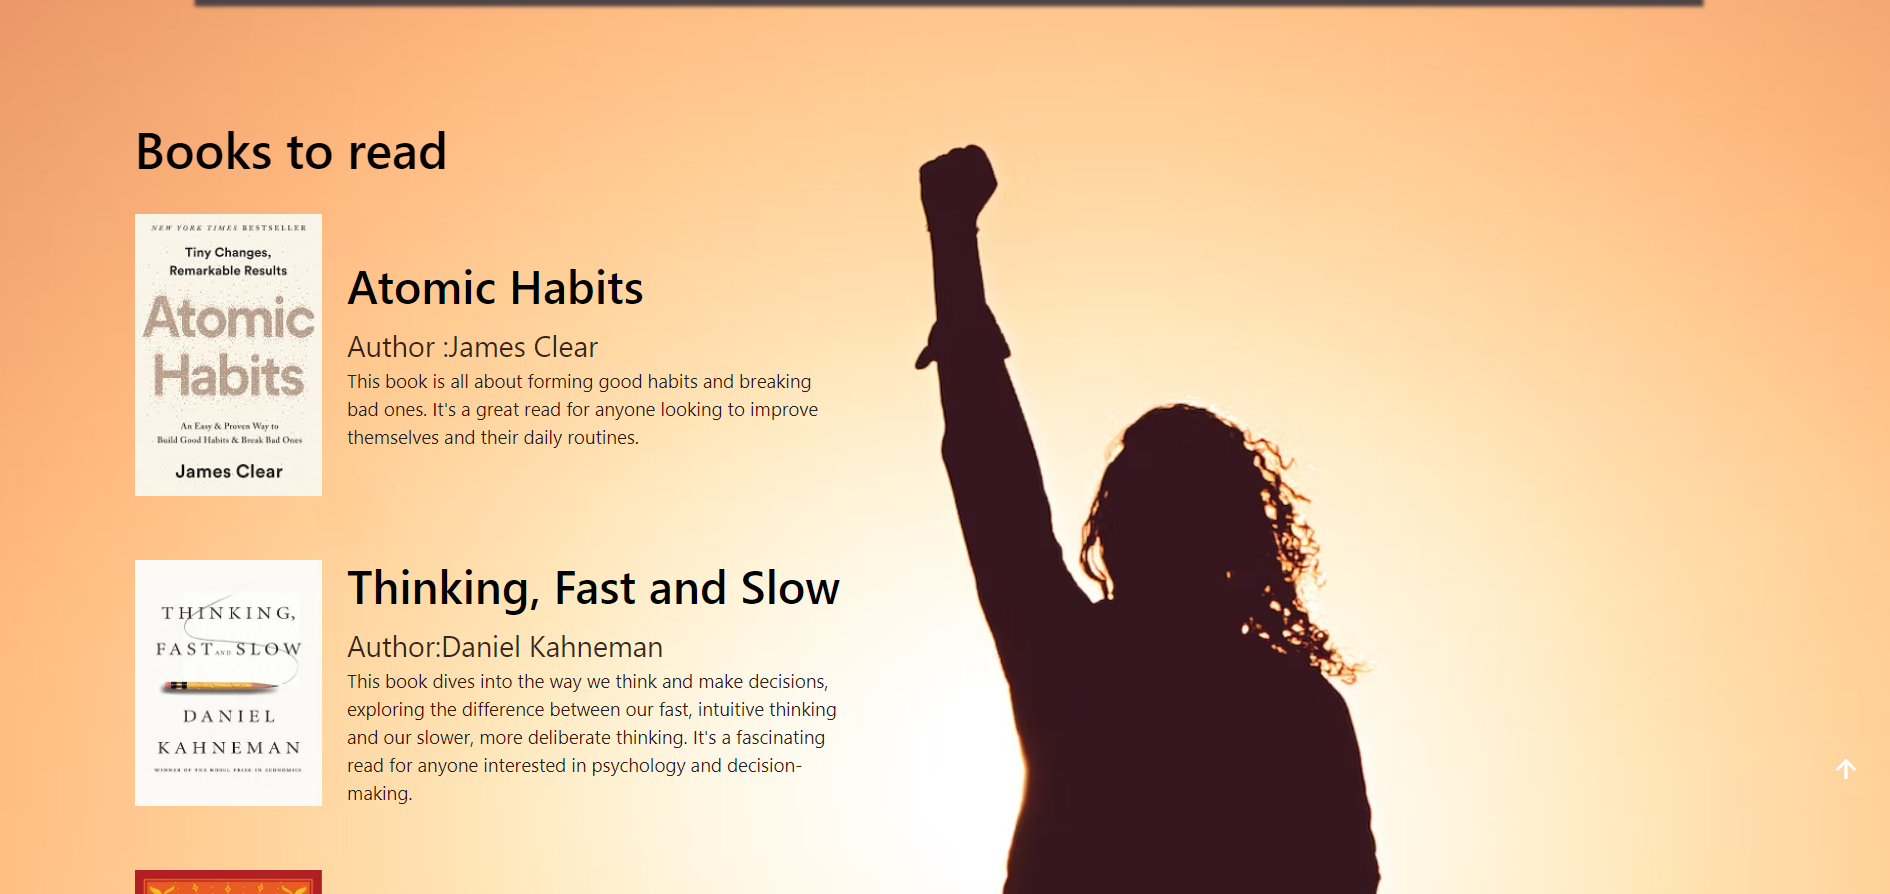 Books to read
NEW YORK TIMES BESTSELLER
Tiny Changes,
Remarkable Results
Atomic
Habits
An Easy & Proven Way to
Build Good Habits & Break Bad Ones
James Clear
Atomic Habits
Author :James Clear
This book is all about forming good habits and breaking
bad ones. It's a great read for anyone looking to improve
themselves and their daily routines.
THINKING,
FAST AND SLOW
DANIEL
KAHNEMAN
WINNER OF THE NOBEL PRIZE IN ECONOMICS
Thinking, Fast and Slow
Author:Daniel Kahneman
This book dives into the way we think and make decisions,
exploring the difference between our fast, intuitive thinking
and our slower, more deliberate thinking. It's a fascinating
read for anyone interested in psychology and decision-
making.